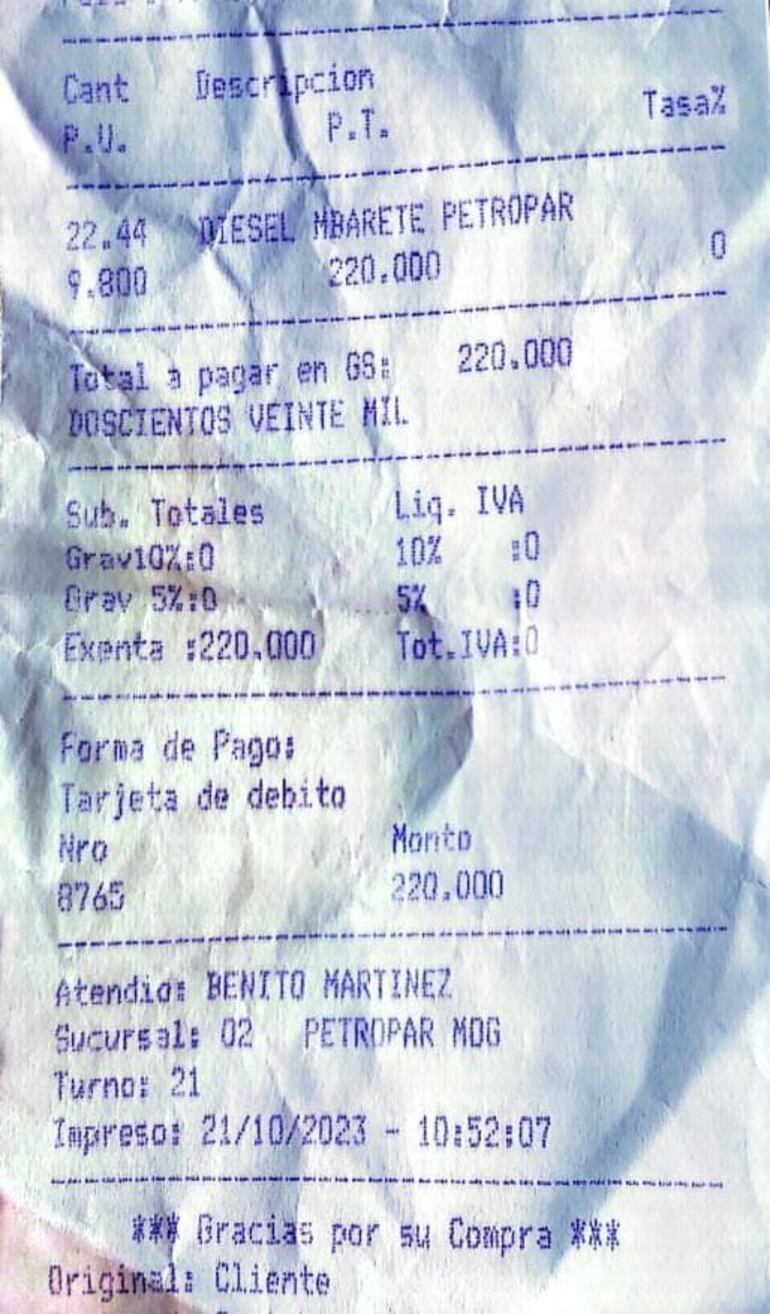 Cant Descripcion
P.U. P.T. Tasa%
22.44 DIESEL MBARETE PETROPAR
9.800 220.000 0
Total a pagar en GS: 220.000
DOSCIENTOS VEINTE MIL
Sub. Totales Liq. IVA
Grav10%:0 10% :0
Grav 5%:0 5% :0
Exenta :220.000 Tot.IVA:0
Forma de Pago:
Tarjeta de debito
Nro Monto
8765 220.000
Atendio: BENITO MARTINEZ
Sucursal: 02 PETROPAR MDG
Turno: 21
Impreso: 21/10/2023 - 10:52:07
*** Gracias por su Compra ***
Original: Cliente